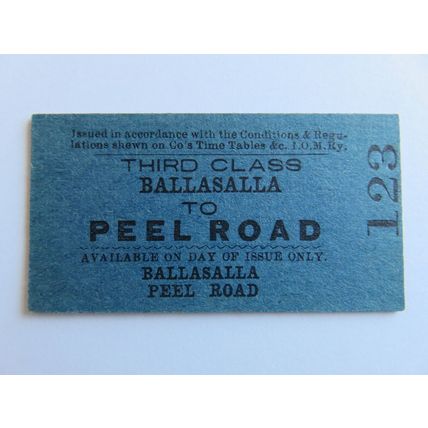 Issued in accordance with the Conditions & Regu-
lations shewn on Co's Time Tables &c. I.O.M.Ry.
THIRD CLASS
BALLASALLA
TO
PEEL ROAD
AVAILABLE ON DAY OF ISSUE ONLY.
BALLASALLA
PEEL ROAD
123